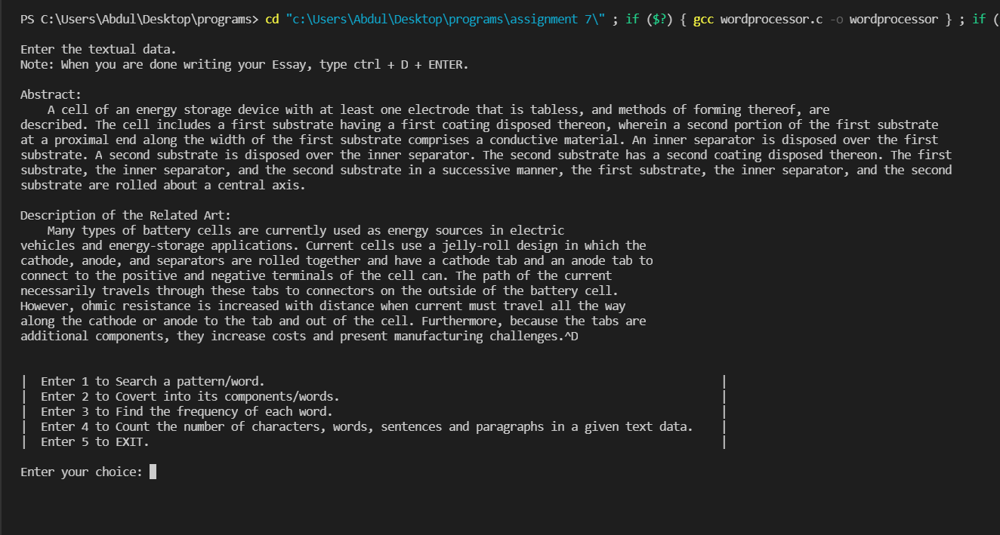 PS C:\Users\Abdul\Desktop\programs> cd "c:\Users\Abdul\Desktop\programs\assignment 7\" ; if ($?) { gcc wordprocessor.c -o wordprocessor } ; if (
Enter the textual data.
Note: When you are done writing your Essay, type ctrl + D + ENTER.
Abstract:
A cell of an energy storage device with at least one electrode that is tabless, and methods of forming thereof, are
described. The cell includes a first substrate having a first coating disposed thereon, wherein a second portion of the first substrate
at a proximal end along the width of the first substrate comprises a conductive material. An inner separator is disposed over the first
substrate. A second substrate is disposed over the inner separator. The second substrate has a second coating disposed thereon. The first
substrate, the inner separator, and the second substrate in a successive manner, the first substrate, the inner separator, and the second
substrate are rolled about a central axis.
Description of the Related Art:
Many types of battery cells are currently used as energy sources in electric
vehicles and energy-storage applications. Current cells use a jelly-roll design in which the
cathode, anode, and separators are rolled together and have a cathode tab and an anode tab to
connect to the positive and negative terminals of the cell can. The path of the current
necessarily travels through these tabs to connectors on the outside of the battery cell.
However, ohmic resistance is increased with distance when current must travel all the way
along the cathode or anode to the tab and out of the cell. Furthermore, because the tabs are
additional components, they increase costs and present manufacturing challenges.^D
| Enter 1 to Search a pattern/word. |
| Enter 2 to Covert into its components/words. |
| Enter 3 to Find the frequency of each word. |
| Enter 4 to Count the number of characters, words, sentences and paragraphs in a given text data. |
| Enter 5 to EXIT. |
Enter your choice: